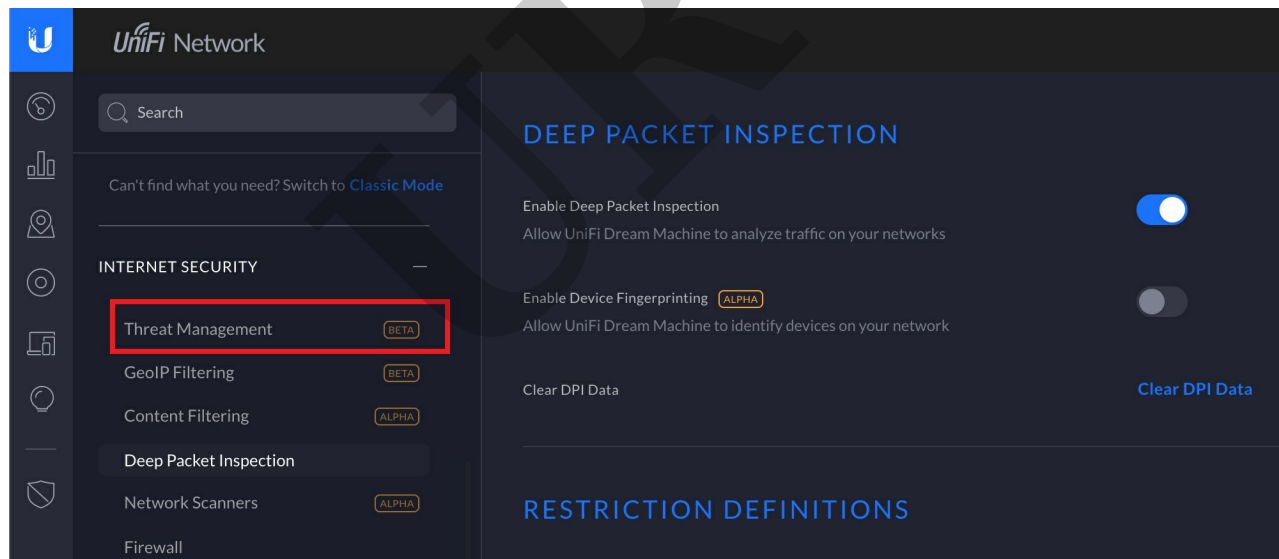 UniFi Network
Search
Can't find what you need? Switch to Classic Mode
INTERNET SECURITY
Threat Management BETA
GeoIP Filtering BETA
Content Filtering ALPHA
Deep Packet Inspection
Network Scanners ALPHA
Firewall
DEEP PACKET INSPECTION
Enable Deep Packet Inspection
Allow UniFi Dream Machine to analyze traffic on your networks
Enable Device Fingerprinting ALPHA
Allow UniFi Dream Machine to identify devices on your network
Clear DPI Data Clear DPI Data
RESTRICTION DEFINITIONS